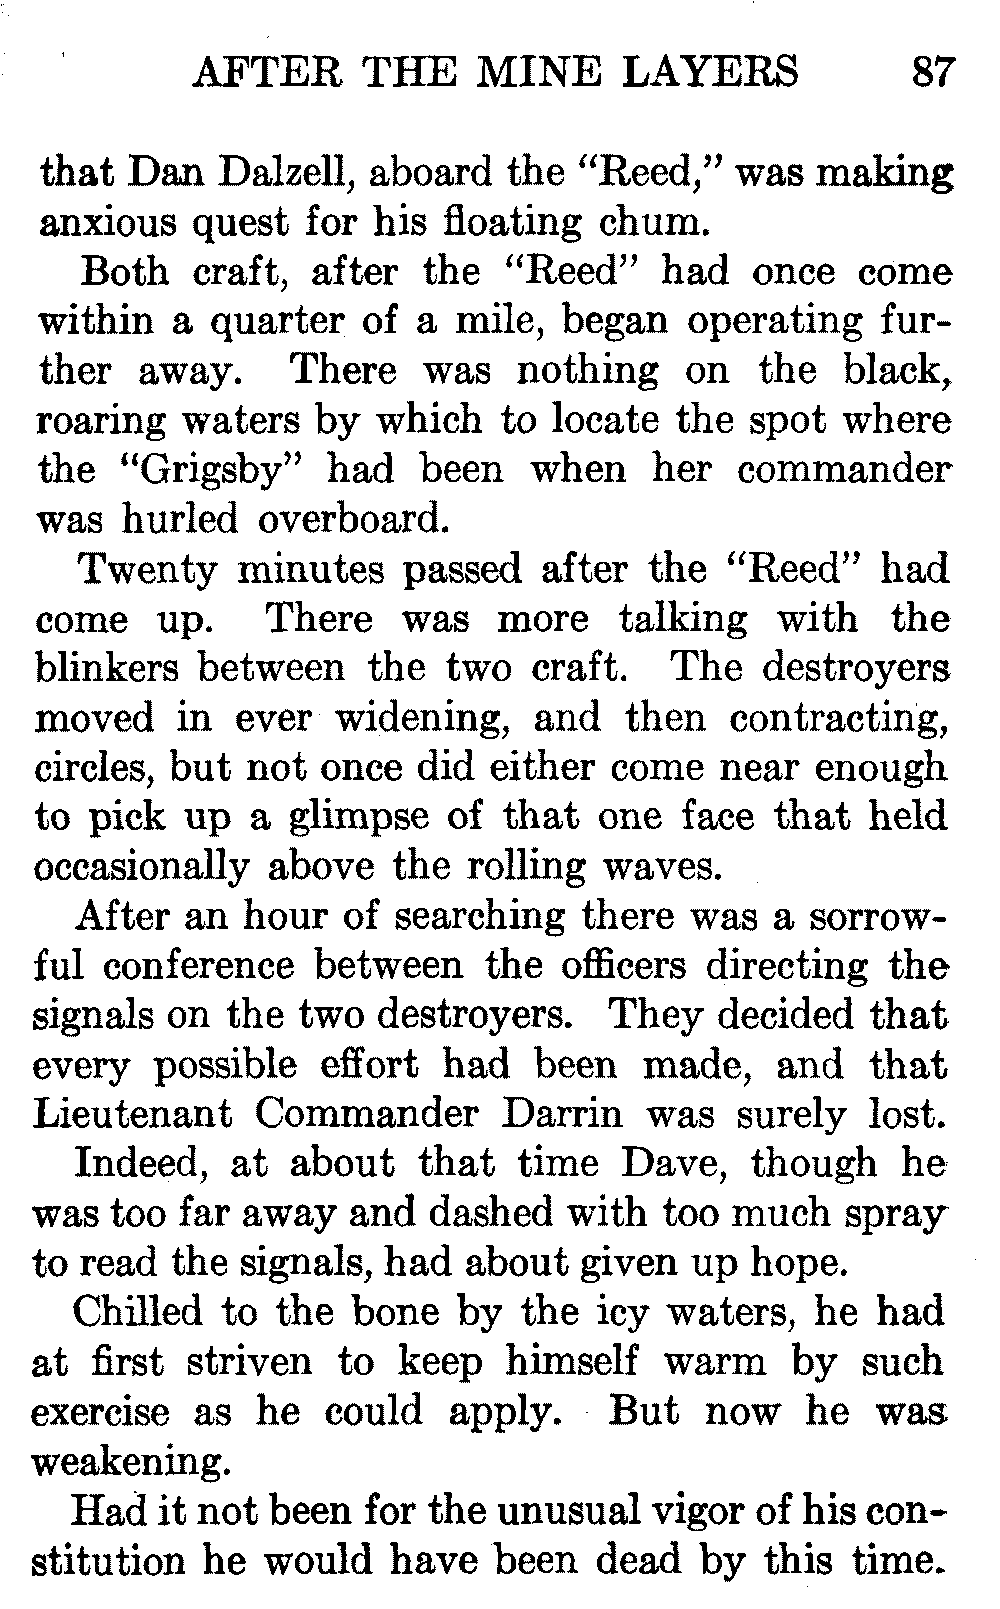 AFTER THE MINE LAYERS 87
that Dan Dalzell, aboard the “Reed,” was making
anxious quest for his floating chum.
Both craft, after the “Reed” had once come
within a quarter of a mile, began operating fur-
ther away. There was nothing on the black,
roaring waters by which to locate the spot where
the “Grigsby” had been when her commander
was hurled overboard.
Twenty minutes passed after the “Reed” had
come up. There was more talking with the
blinkers between the two craft. The destroyers
moved in ever widening, and then contracting,
circles, but not once did either come near enough
to pick up a glimpse of that one face that held
occasionally above the rolling waves.
After an hour of searching there was a sorrow-
ful conference between the officers directing the
signals on the two destroyers. They decided that
every possible effort had been made, and that
Lieutenant Commander Darrin was surely lost.
Indeed, at about that time Dave, though he
was too far away and dashed with too much spray
to read the signals, had about given up hope.
Chilled to the bone by the icy waters, he had
at first striven to keep himself warm by such
exercise as he could apply. But now he was
weakening.
Had it not been for the unusual vigor of his con-
stitution he would have been dead by this time.